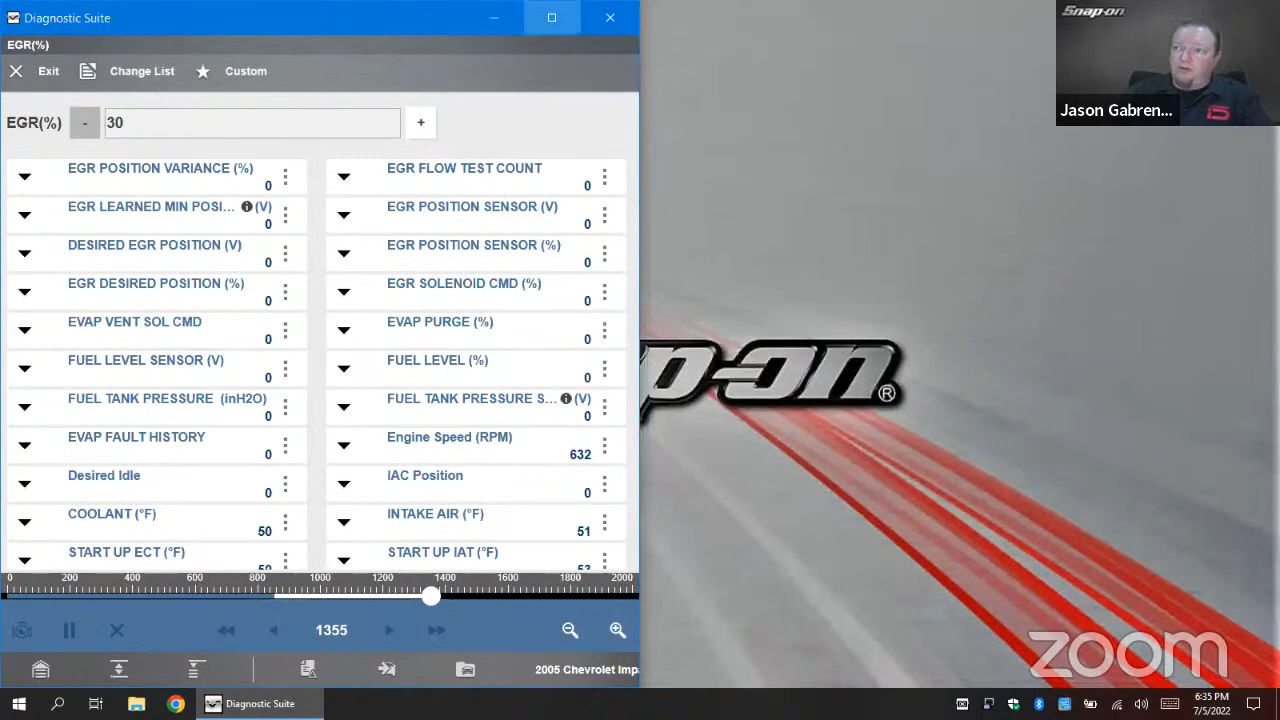 Diagnostic Suite
EGR(%)
Exit
Change List
Custom
EGR(%)
-
30
+
EGR POSITION VARIANCE (%)
0
EGR FLOW TEST COUNT
0
EGR LEARNED MIN POSI... (V)
0
EGR POSITION SENSOR (V)
0
DESIRED EGR POSITION (V)
0
EGR POSITION SENSOR (%)
0
EGR DESIRED POSITION (%)
0
EGR SOLENOID CMD (%)
0
EVAP VENT SOL CMD
0
EVAP PURGE (%)
0
FUEL LEVEL SENSOR (V)
0
FUEL LEVEL (%)
0
FUEL TANK PRESSURE (inH2O)
0
FUEL TANK PRESSURE S... (V)
0
EVAP FAULT HISTORY
0
Engine Speed (RPM)
632
Desired Idle
0
IAC Position
0
COOLANT (°F)
50
INTAKE AIR (°F)
51
START UP ECT (°F)
50
START UP IAT (°F)
53
0 200 400 600 800 1000 1200 1400 1600 1800 2000
1355
2005 Chevrolet Imp
Diagnostic Suite
Snap-on
Jason Gabren...
p-on®
zoom
6:35 PM
7/5/2022